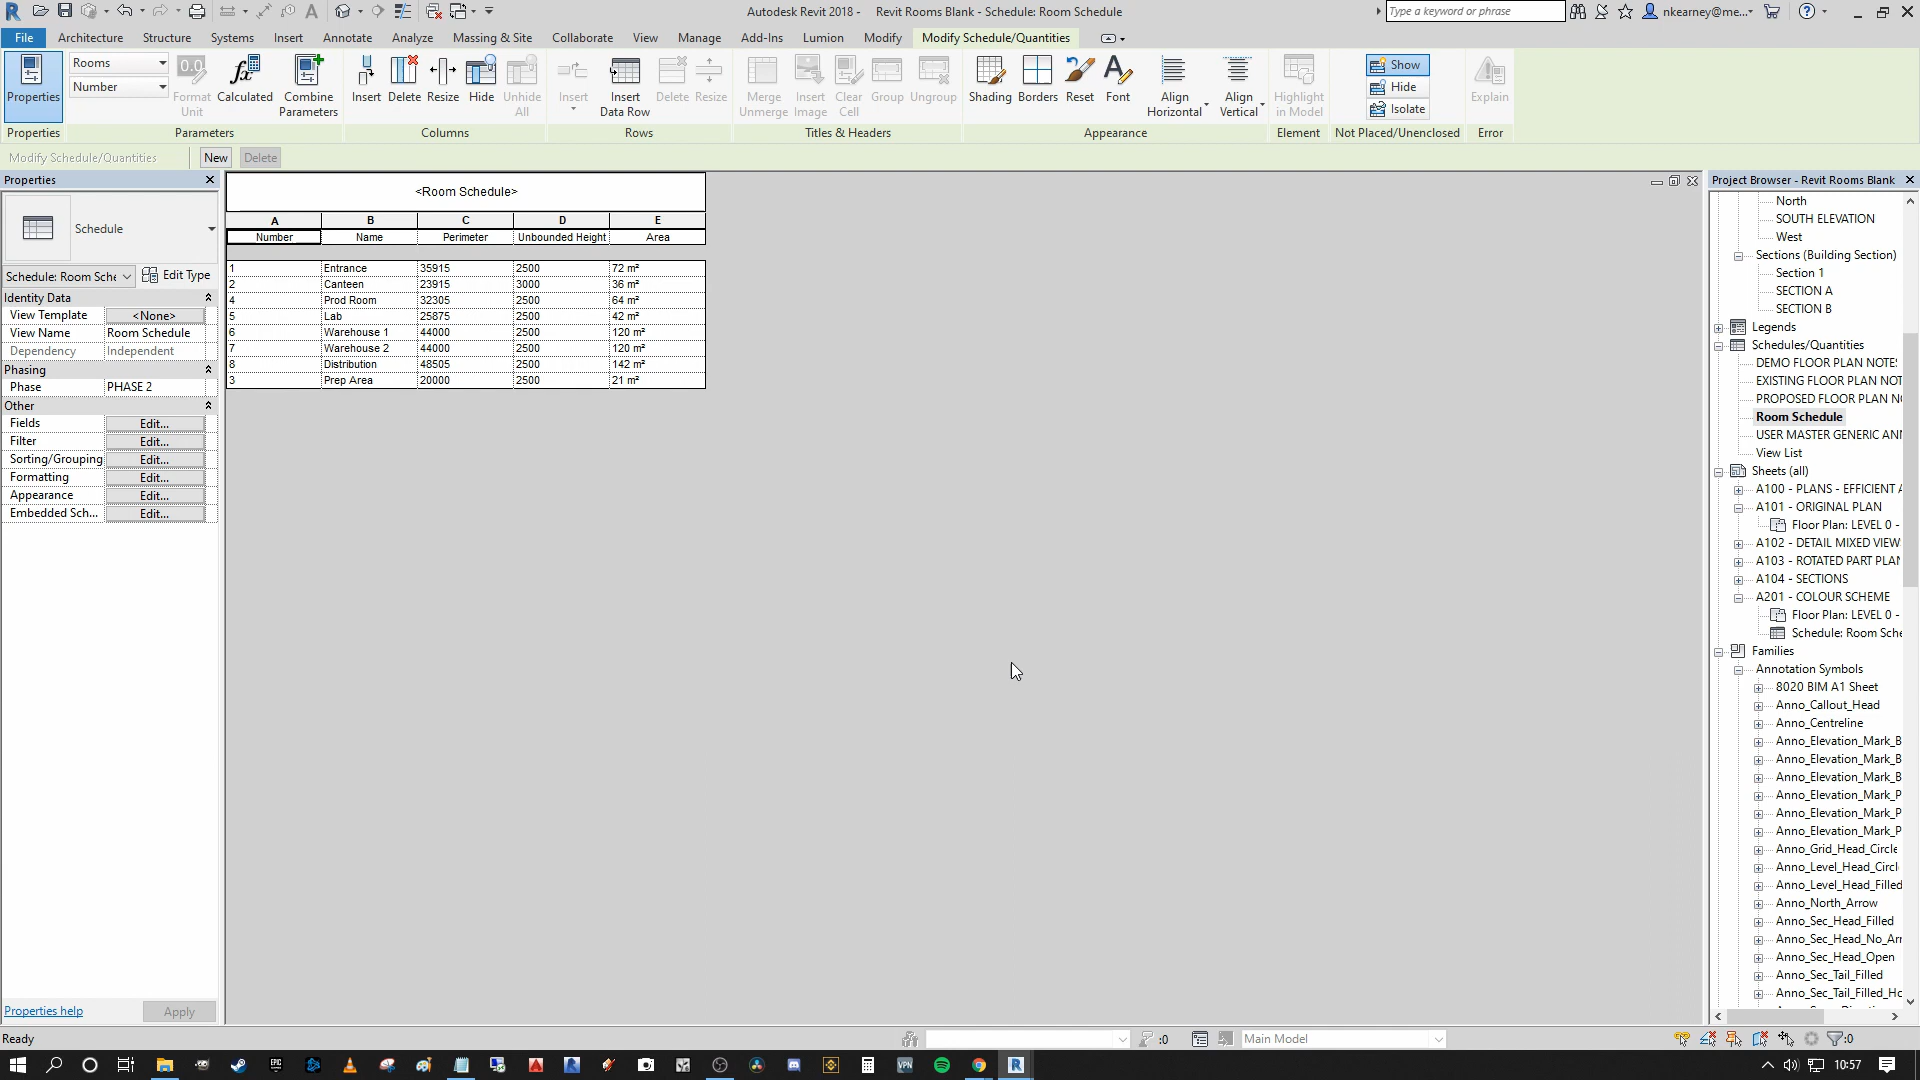 Autodesk Revit 2018 - Revit Rooms Blank - Schedule: Room Schedule
Type a keyword or phrase
nkearney@me...
File Architecture Structure Systems Insert Annotate Analyze Massing & Site Collaborate View Manage Add-Ins Lumion Modify Modify Schedule/Quantities
Properties
Rooms
Number
Format Unit
Calculated
Combine Parameters
Insert
Delete
Resize
Hide
Unhide All
Insert
Insert Data Row
Delete
Resize
Merge Unmerge
Insert Image
Clear Cell
Group
Ungroup
Shading
Borders
Reset
Font
Align Horizontal
Align Vertical
Highlight in Model
Show
Hide
Isolate
Explain
Properties Parameters Columns Rows Titles & Headers Appearance Element Not Placed/Unenclosed Error
Modify Schedule/Quantities New Delete
Properties
Schedule
Schedule: Room Sche Edit Type
Identity Data
View Template <None>
View Name Room Schedule
Dependency Independent
Phasing
Phase PHASE 2
Other
Fields Edit...
Filter Edit...
Sorting/Grouping Edit...
Formatting Edit...
Appearance Edit...
Embedded Sch... Edit...
Properties help Apply
<Room Schedule>
A B C D E
Number Name Perimeter Unbounded Height Area
1 Entrance 35915 2500 72 m²
2 Canteen 23915 3000 36 m²
4 Prod Room 32305 2500 64 m²
5 Lab 25875 2500 42 m²
6 Warehouse 1 44000 2500 120 m²
7 Warehouse 2 44000 2500 120 m²
8 Distribution 48505 2500 142 m²
3 Prep Area 20000 2500 21 m²
Project Browser - Revit Rooms Blank
North
SOUTH ELEVATION
West
Sections (Building Section)
Section 1
SECTION A
SECTION B
Legends
Schedules/Quantities
DEMO FLOOR PLAN NOTES
EXISTING FLOOR PLAN NOT
PROPOSED FLOOR PLAN N
Room Schedule
USER MASTER GENERIC ANN
View List
Sheets (all)
A100 - PLANS - EFFICIENT A
A101 - ORIGINAL PLAN
Floor Plan: LEVEL 0 -
A102 - DETAIL MIXED VIEW
A103 - ROTATED PART PLAN
A104 - SECTIONS
A201 - COLOUR SCHEME
Floor Plan: LEVEL 0 -
Schedule: Room Sche
Families
Annotation Symbols
8020 BIM A1 Sheet
Anno_Callout_Head
Anno_Centreline
Anno_Elevation_Mark_B
Anno_Elevation_Mark_B
Anno_Elevation_Mark_B
Anno_Elevation_Mark_P
Anno_Elevation_Mark_P
Anno_Elevation_Mark_P
Anno_Grid_Head_Circle
Anno_Level_Head_Circl
Anno_Level_Head_Filled
Anno_North_Arrow
Anno_Sec_Head_Filled
Anno_Sec_Head_No_Arr
Anno_Sec_Head_Open
Anno_Sec_Tail_Filled
Anno_Sec_Tail_Filled_Ho
Ready :0 Main Model :0
10:57